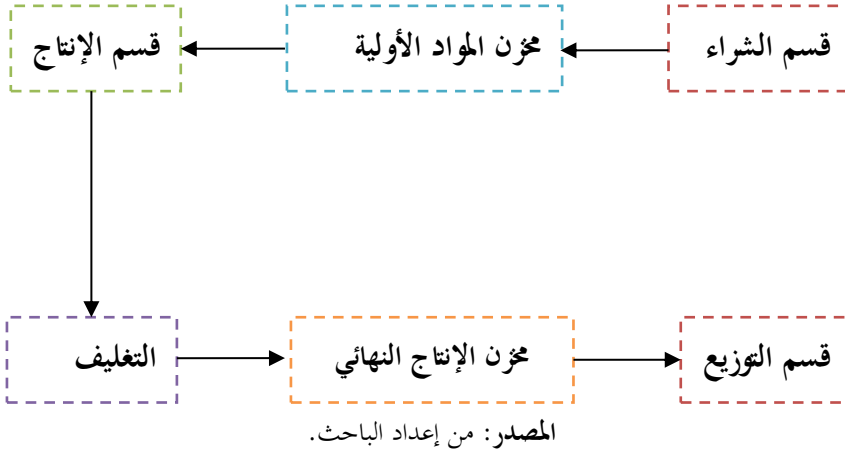 قسم الشراء
مخزن المواد الأولية
قسم الإنتاج
التغليف
مخزن الإنتاج النهائي
قسم التوزيع
المصدر: من إعداد الباحث.